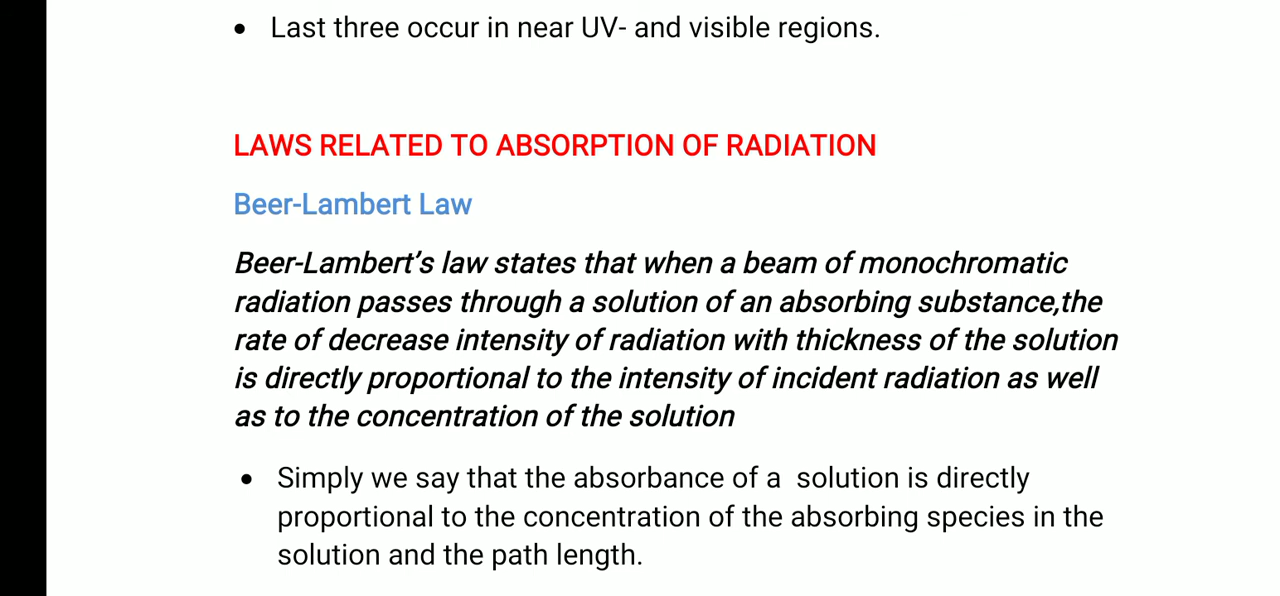 • Last three occur in near UV- and visible regions.
LAWS RELATED TO ABSORPTION OF RADIATION
Beer-Lambert Law
Beer-Lambert's law states that when a beam of monochromatic
radiation passes through a solution of an absorbing substance,the
rate of decrease intensity of radiation with thickness of the solution
is directly proportional to the intensity of incident radiation as well
as to the concentration of the solution
• Simply we say that the absorbance of a  solution is directly
proportional to the concentration of the absorbing species in the
solution and the path length.